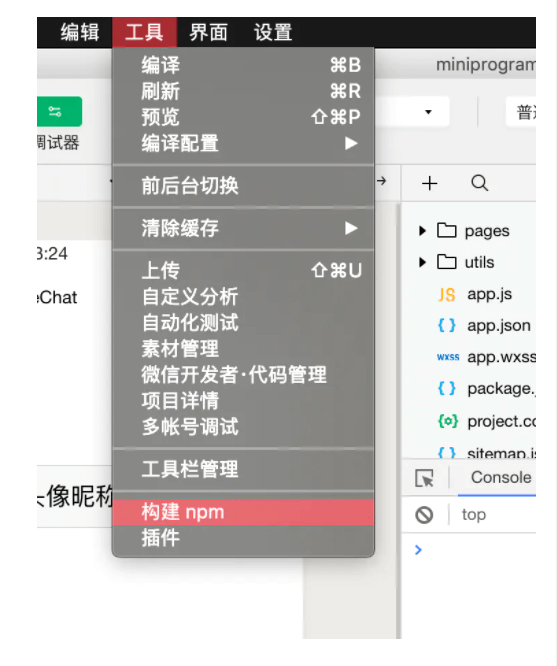 编辑 工具 界面 设置
编译 ⌘B
刷新 ⌘R
预览 ⇧⌘P
编译配置 ▶
前后台切换
清除缓存 ▶
上传 ⇧⌘U
自定义分析
自动化测试
素材管理
微信开发者·代码管理
项目详情
多帐号调试
工具栏管理
构建 npm
插件
miniprogram
pages
utils
JS app.js
{ } app.json
wxss app.wxss
{ } package.
project.co
{ } sitemap.js
Console
top
3:24
eChat
试器
像昵称